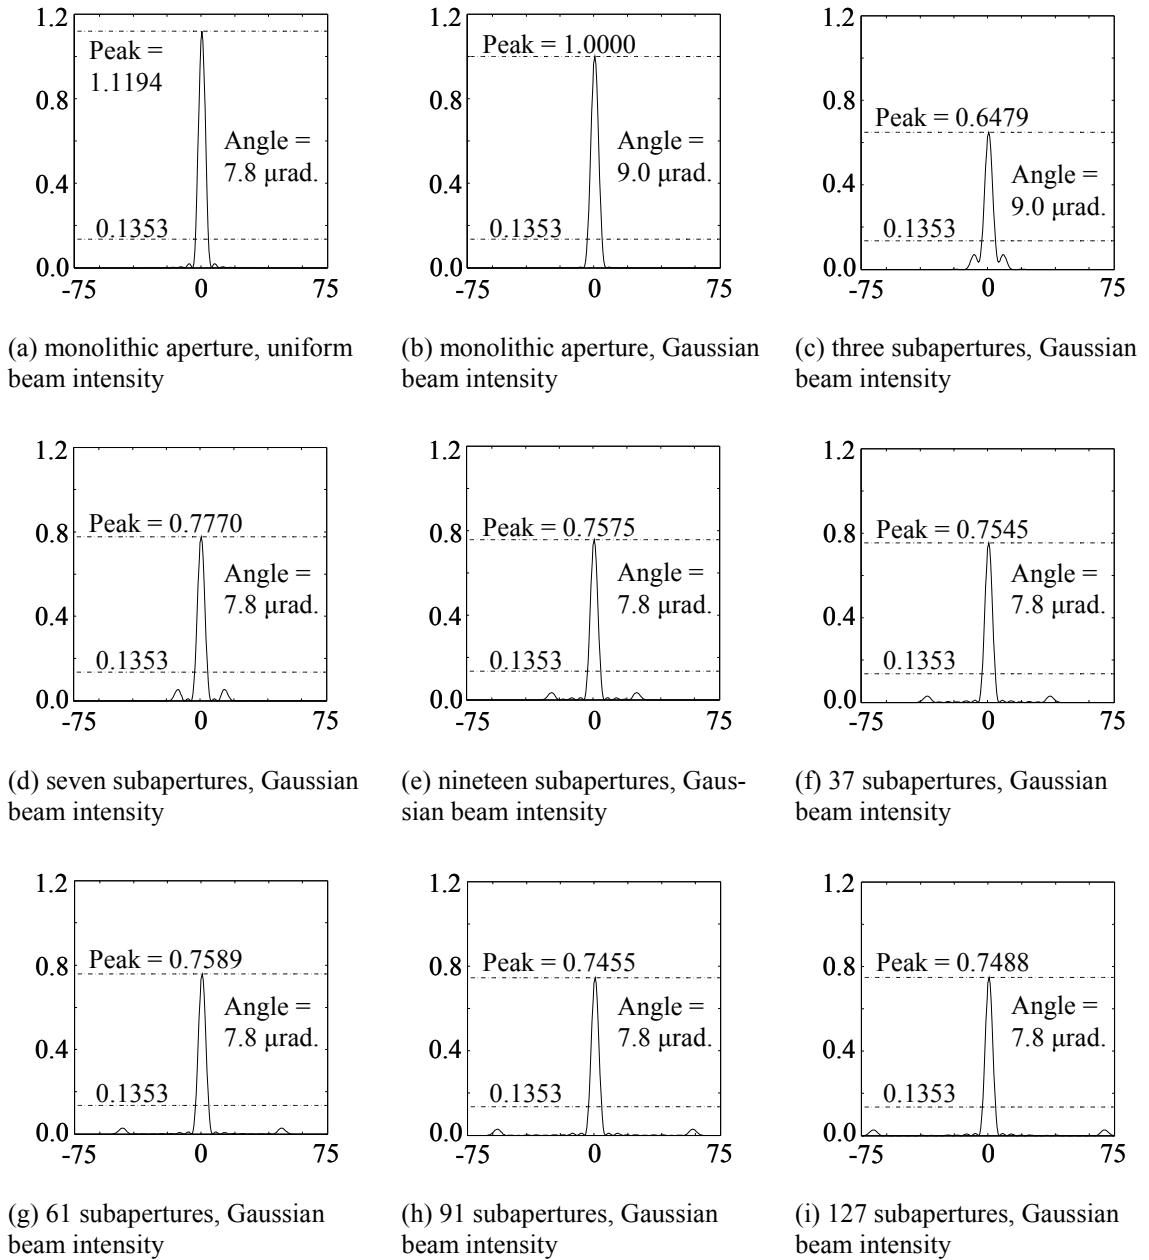 1.2
Peak =
1.1194
0.8
Angle =
7.8 μrad.
0.4
0.1353
0.0
-75 0 75
(a) monolithic aperture, uniform
beam intensity
1.2
Peak = 1.0000
0.8
Angle =
9.0 μrad.
0.4
0.1353
0.0
-75 0 75
(b) monolithic aperture, Gaussian
beam intensity
1.2
0.8
Peak = 0.6479
Angle =
9.0 μrad.
0.4
0.1353
0.0
-75 0 75
(c) three subapertures, Gaussian
beam intensity
1.2
Peak = 0.7770
0.8
Angle =
7.8 μrad.
0.4
0.1353
0.0
-75 0 75
(d) seven subapertures, Gaussian
beam intensity
1.2
Peak = 0.7575
0.8
Angle =
7.8 μrad.
0.4
0.1353
0.0
-75 0 75
(e) nineteen subapertures, Gaus-
sian beam intensity
1.2
Peak = 0.7545
0.8
Angle =
7.8 μrad.
0.4
0.1353
0.0
-75 0 75
(f) 37 subapertures, Gaussian
beam intensity
1.2
Peak = 0.7589
0.8
Angle =
7.8 μrad.
0.4
0.1353
0.0
-75 0 75
(g) 61 subapertures, Gaussian
beam intensity
1.2
Peak = 0.7455
0.8
Angle =
7.8 μrad.
0.4
0.1353
0.0
-75 0 75
(h) 91 subapertures, Gaussian
beam intensity
1.2
Peak = 0.7488
0.8
Angle =
7.8 μrad.
0.4
0.1353
0.0
-75 0 75
(i) 127 subapertures, Gaussian
beam intensity